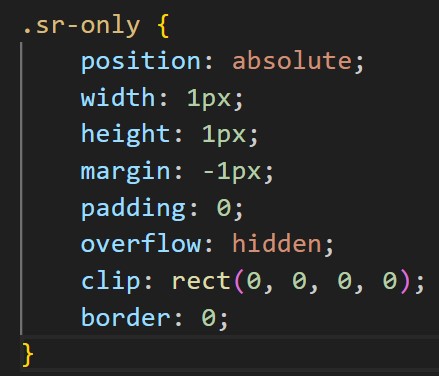 .sr-only {
    position: absolute;
    width: 1px;
    height: 1px;
    margin: -1px;
    padding: 0;
    overflow: hidden;
    clip: rect(0, 0, 0, 0);
    border: 0;
}